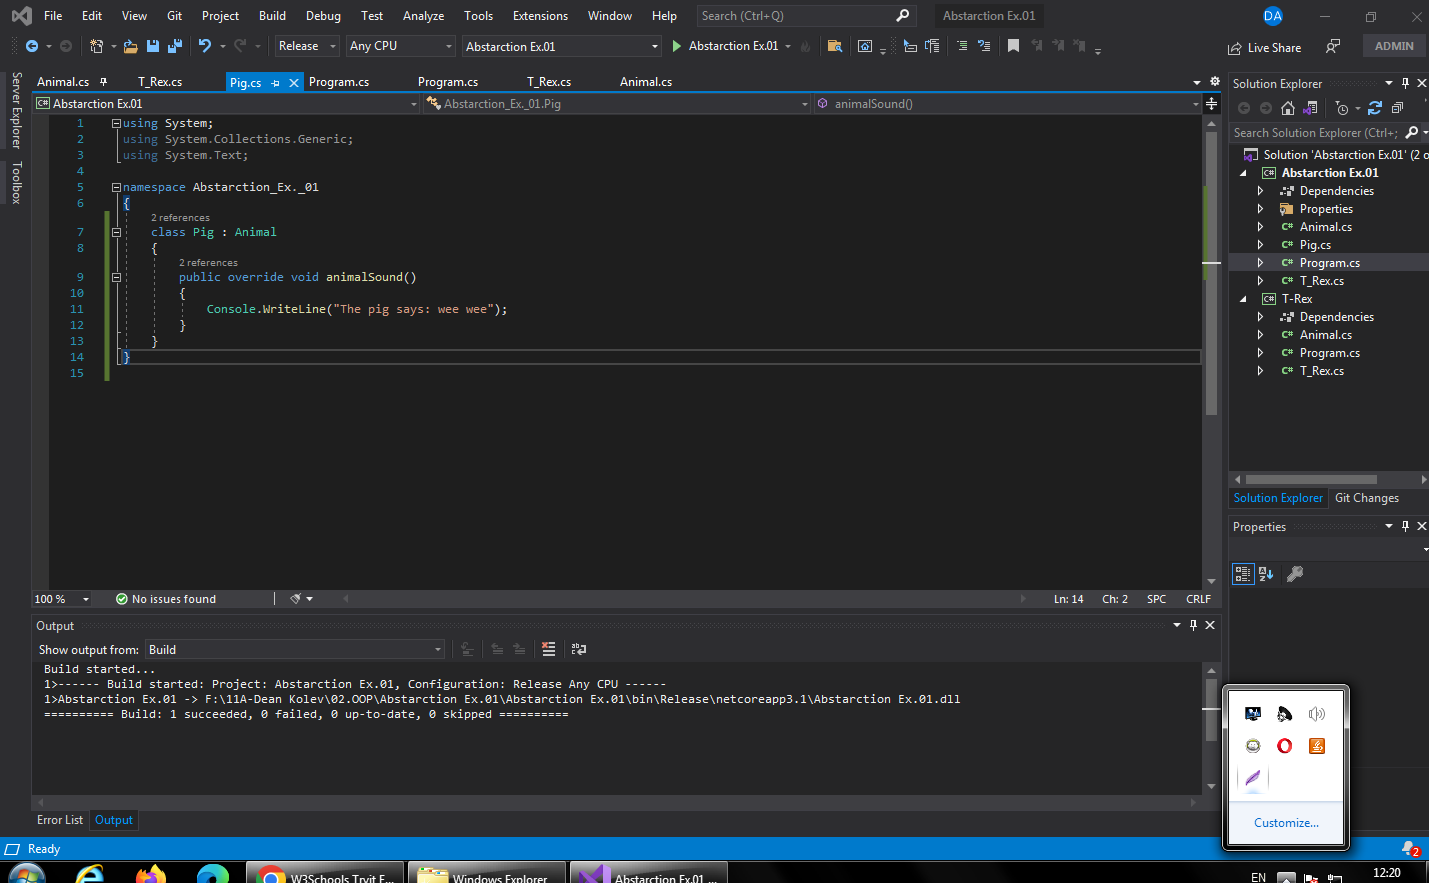 File Edit View Git Project Build Debug Test Analyze Tools Extensions Window Help Search (Ctrl+Q) Abstarction Ex.01 DA
Release Any CPU Abstarction Ex.01 Abstarction Ex.01 Live Share ADMIN
Server Explorer
Toolbox
Animal.cs T_Rex.cs Pig.cs Program.cs Program.cs T_Rex.cs Animal.cs
C# Abstarction Ex.01 Abstarction_Ex._01.Pig animalSound()
1 using System;
2 using System.Collections.Generic;
3 using System.Text;
4
5 namespace Abstarction_Ex._01
6 {
2 references
7 class Pig : Animal
8 {
2 references
9 public override void animalSound()
10 {
11 Console.WriteLine("The pig says: wee wee");
12 }
13 }
14 }
15
100 % No issues found Ln: 14 Ch: 2 SPC CRLF
Output
Show output from: Build
Build started...
1>------ Build started: Project: Abstarction Ex.01, Configuration: Release Any CPU ------
1>Abstarction Ex.01 -> F:\11A-Dean Kolev\02.OOP\Abstarction Ex.01\Abstarction Ex.01\bin\Release\netcoreapp3.1\Abstarction Ex.01.dll
========== Build: 1 succeeded, 0 failed, 0 up-to-date, 0 skipped ==========
Error List Output
Solution Explorer
Search Solution Explorer (Ctrl+;
Solution 'Abstarction Ex.01' (2 o
C# Abstarction Ex.01
Dependencies
Properties
C# Animal.cs
C# Pig.cs
C# Program.cs
C# T_Rex.cs
C# T-Rex
Dependencies
C# Animal.cs
C# Program.cs
C# T_Rex.cs
Solution Explorer Git Changes
Properties
Customize...
Ready 2
W3Schools Tryit E... Windows Explorer Abstarction Ex.01 ... EN 12:20